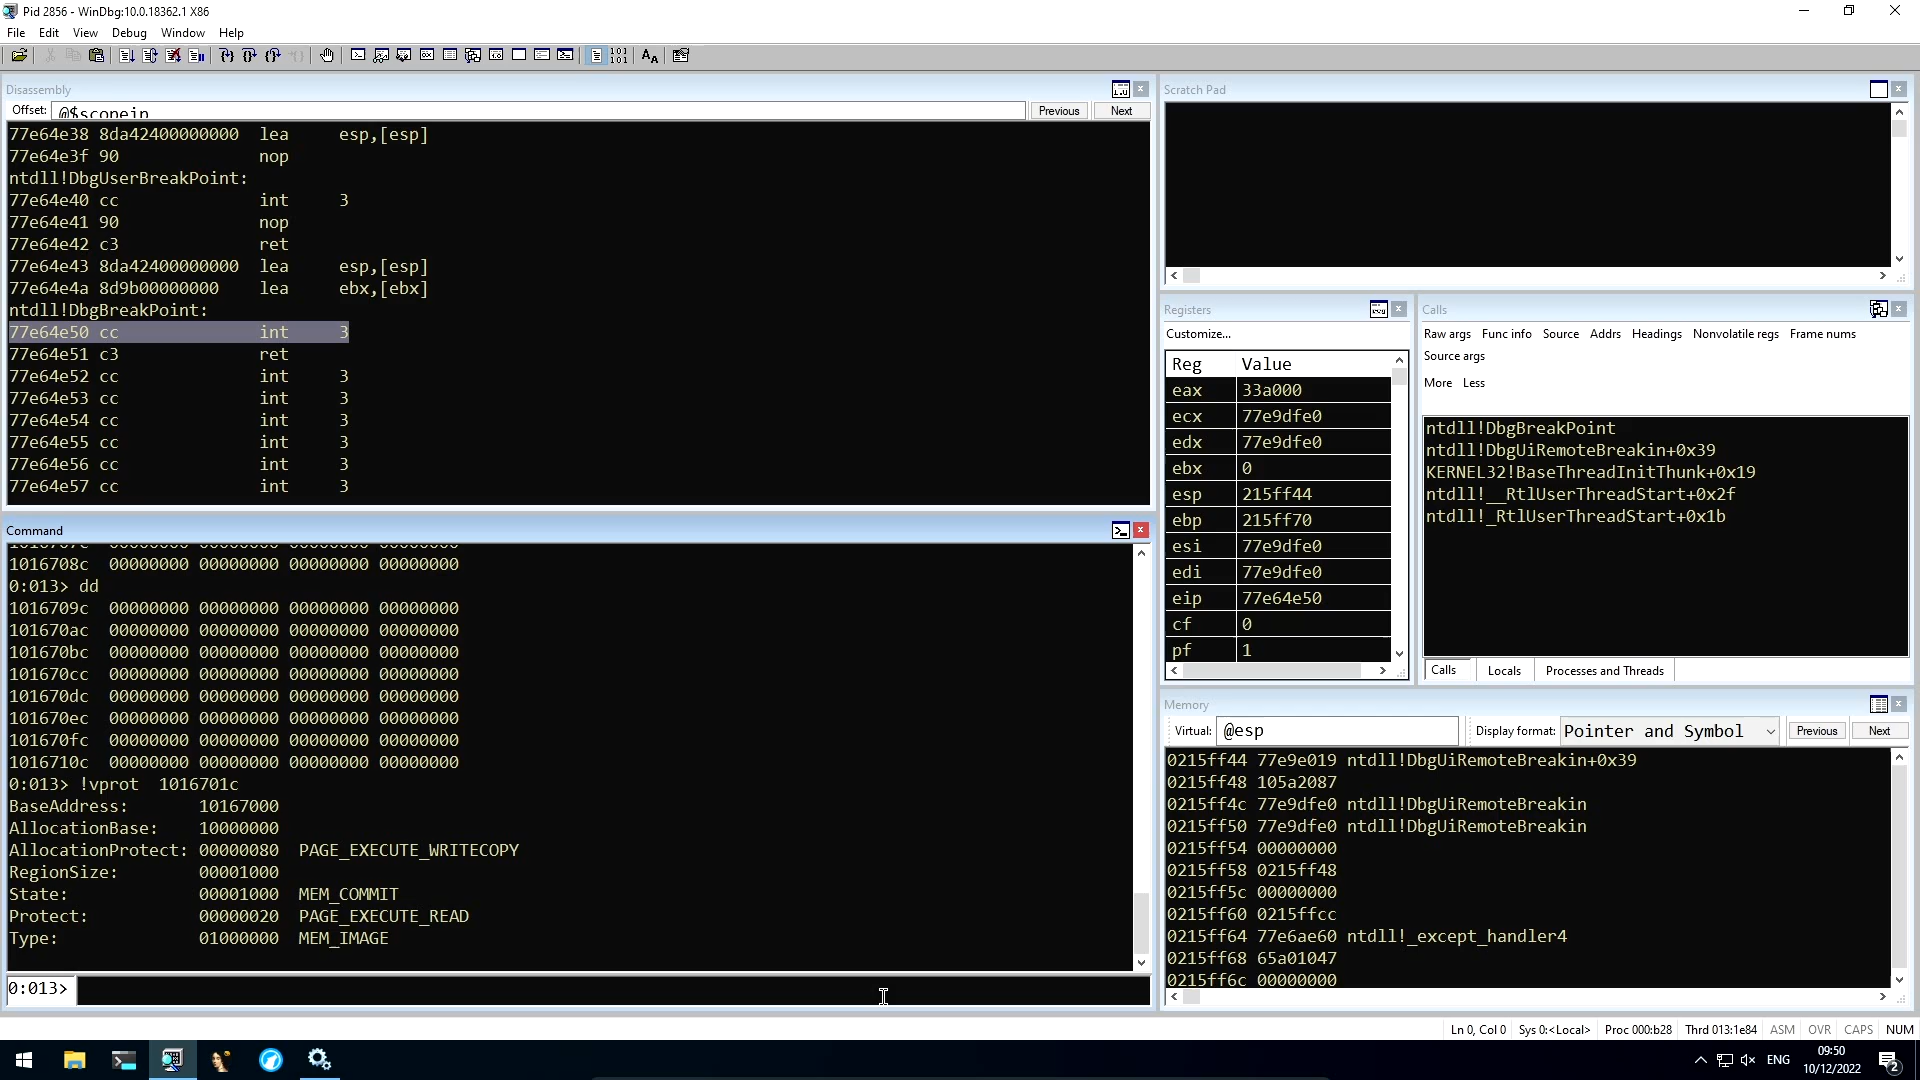 Pid 2856 - WinDbg:10.0.18362.1 X86
File Edit View Debug Window Help
Disassembly
Offset: @$scopeip
Previous Next
77e64e38 8da42400000000 lea esp,[esp]
77e64e3f 90 nop
ntdll!DbgUserBreakPoint:
77e64e40 cc int 3
77e64e41 90 nop
77e64e42 c3 ret
77e64e43 8da42400000000 lea esp,[esp]
77e64e4a 8d9b00000000 lea ebx,[ebx]
ntdll!DbgBreakPoint:
77e64e50 cc int 3
77e64e51 c3 ret
77e64e52 cc int 3
77e64e53 cc int 3
77e64e54 cc int 3
77e64e55 cc int 3
77e64e56 cc int 3
77e64e57 cc int 3
Command
1016707c 00000000 00000000 00000000 00000000
1016708c 00000000 00000000 00000000 00000000
0:013> dd
1016709c 00000000 00000000 00000000 00000000
101670ac 00000000 00000000 00000000 00000000
101670bc 00000000 00000000 00000000 00000000
101670cc 00000000 00000000 00000000 00000000
101670dc 00000000 00000000 00000000 00000000
101670ec 00000000 00000000 00000000 00000000
101670fc 00000000 00000000 00000000 00000000
1016710c 00000000 00000000 00000000 00000000
0:013> !vprot 1016701c
BaseAddress: 10167000
AllocationBase: 10000000
AllocationProtect: 00000080 PAGE_EXECUTE_WRITECOPY
RegionSize: 00001000
State: 00001000 MEM_COMMIT
Protect: 00000020 PAGE_EXECUTE_READ
Type: 01000000 MEM_IMAGE
0:013>
Scratch Pad
Registers
Customize...
Reg Value
eax 33a000
ecx 77e9dfe0
edx 77e9dfe0
ebx 0
esp 215ff44
ebp 215ff70
esi 77e9dfe0
edi 77e9dfe0
eip 77e64e50
cf 0
pf 1
Calls
Raw args Func info Source Addrs Headings Nonvolatile regs Frame nums
Source args
More Less
ntdll!DbgBreakPoint
ntdll!DbgUiRemoteBreakin+0x39
KERNEL32!BaseThreadInitThunk+0x19
ntdll!__RtlUserThreadStart+0x2f
ntdll!_RtlUserThreadStart+0x1b
Calls Locals Processes and Threads
Memory
Virtual: @esp Display format: Pointer and Symbol Previous Next
0215ff44 77e9e019 ntdll!DbgUiRemoteBreakin+0x39
0215ff48 105a2087
0215ff4c 77e9dfe0 ntdll!DbgUiRemoteBreakin
0215ff50 77e9dfe0 ntdll!DbgUiRemoteBreakin
0215ff54 00000000
0215ff58 0215ff48
0215ff5c 00000000
0215ff60 0215ffcc
0215ff64 77e6ae60 ntdll!_except_handler4
0215ff68 65a01047
0215ff6c 00000000
Ln 0, Col 0 Sys 0:<Local> Proc 000:b28 Thrd 013:1e84 ASM OVR CAPS NUM
ENG
09:50
10/12/2022
2